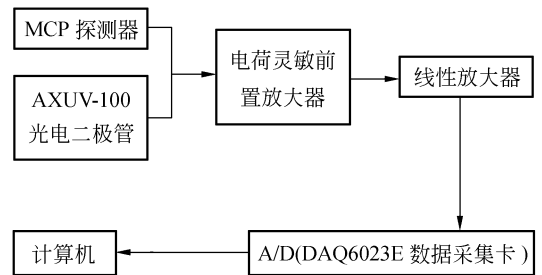 MCP 探测器
AXUV-100
光电二极管
电荷灵敏前
置放大器
线性放大器
A/D(DAQ6023E 数据采集卡)
计算机